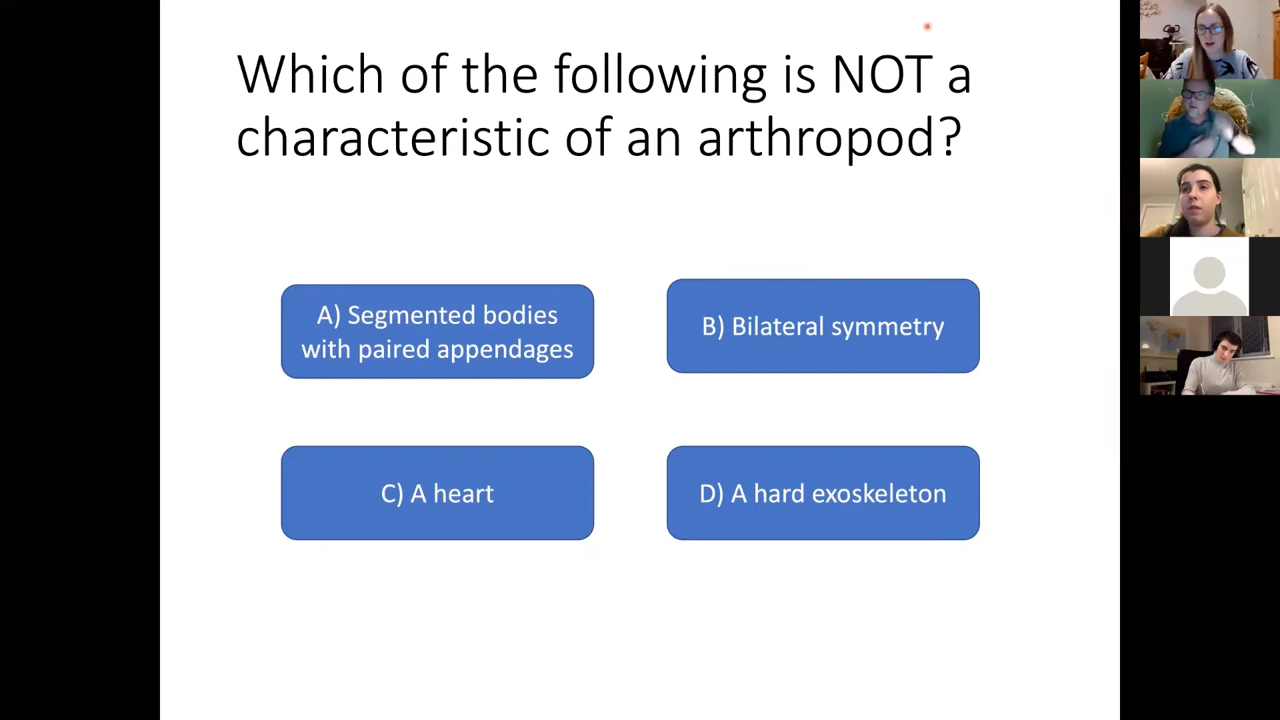 Which of the following is NOT a
characteristic of an arthropod?
A) Segmented bodies
with paired appendages
B) Bilateral symmetry
C) A heart
D) A hard exoskeleton